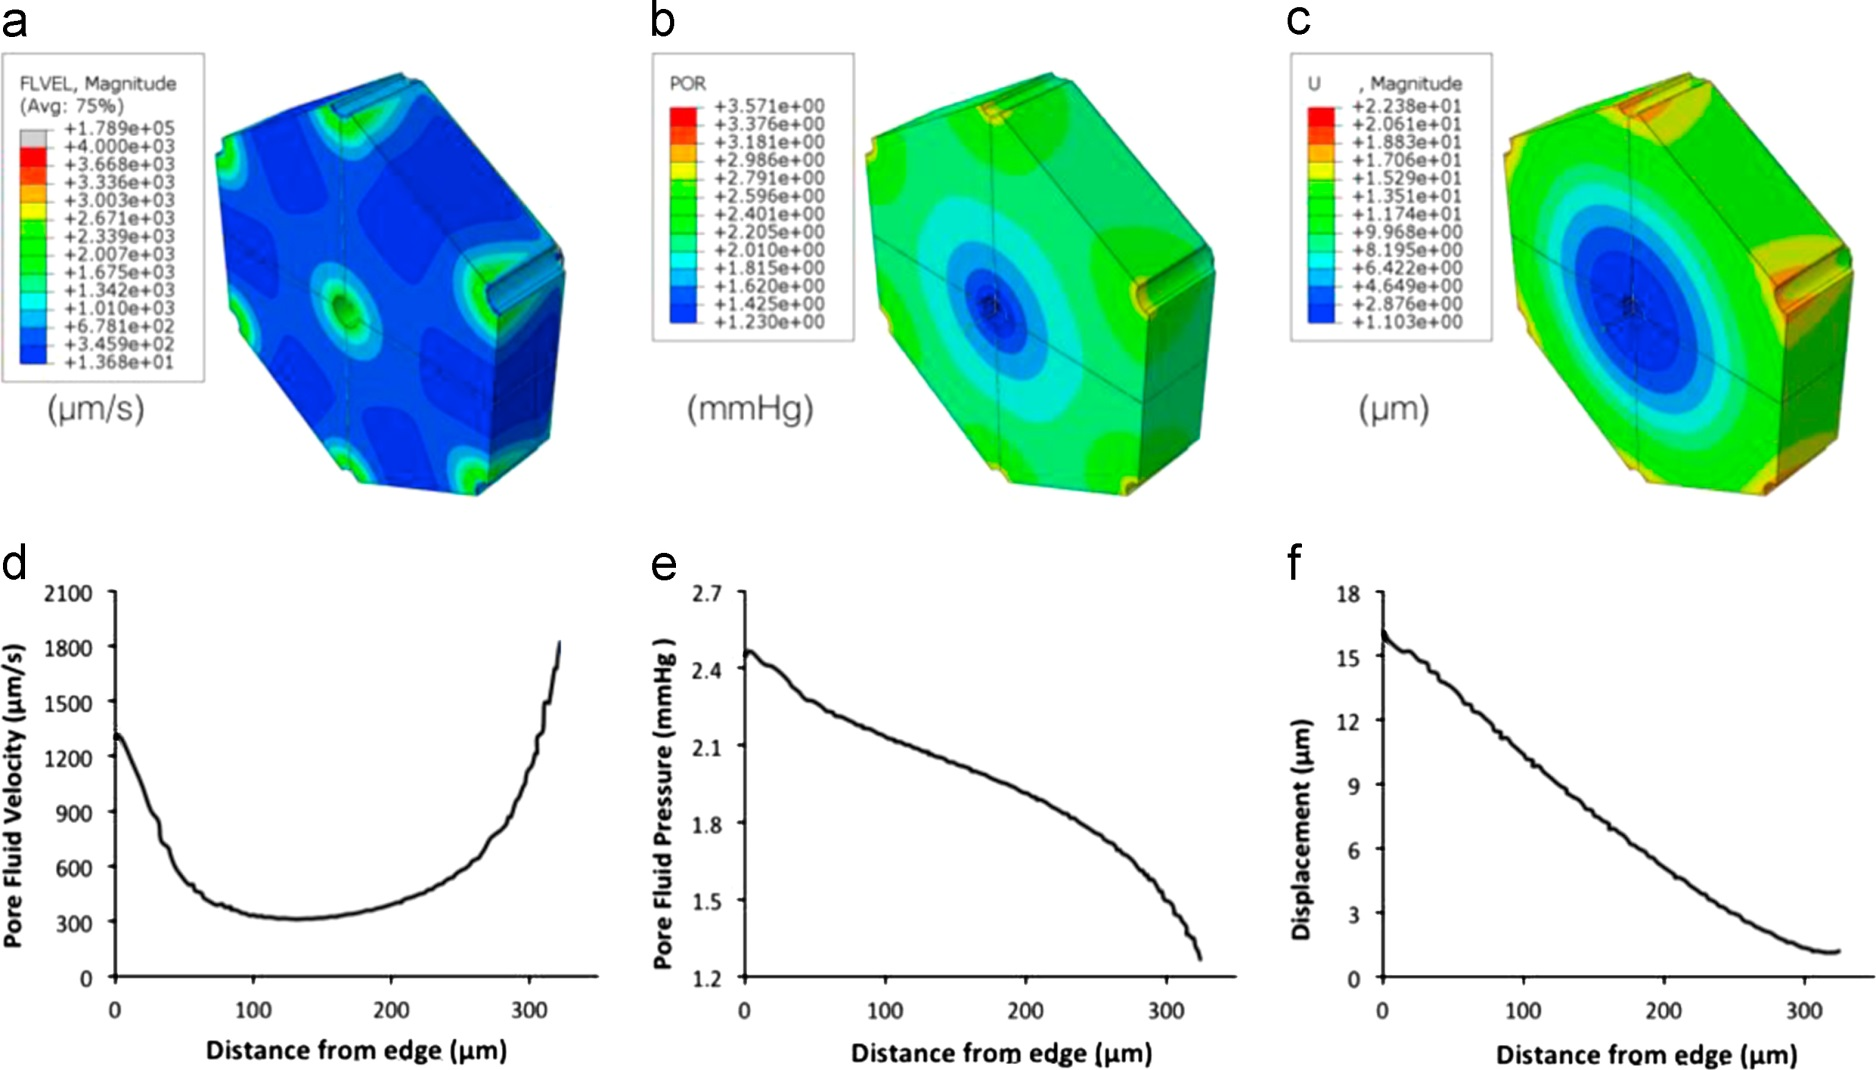 a
FLVEL, Magnitude
(Avg: 75%)
+1.789e+05
+4.000e+03
+3.668e+03
+3.336e+03
+3.003e+03
+2.671e+03
+2.339e+03
+2.007e+03
+1.675e+03
+1.342e+03
+1.010e+03
+6.781e+02
+3.459e+02
+1.368e+01
(µm/s)
b
POR
+3.571e+00
+3.376e+00
+3.181e+00
+2.986e+00
+2.791e+00
+2.596e+00
+2.401e+00
+2.205e+00
+2.010e+00
+1.815e+00
+1.620e+00
+1.425e+00
+1.230e+00
(mmHg)
c
U , Magnitude
+2.238e+01
+2.061e+01
+1.883e+01
+1.706e+01
+1.529e+01
+1.351e+01
+1.174e+01
+9.968e+00
+8.195e+00
+6.422e+00
+4.649e+00
+2.876e+00
+1.103e+00
(µm)
d
Pore Fluid Velocity (µm/s)
2100
1800
1500
1200
900
600
300
0
0 100 200 300
Distance from edge (µm)
e
Pore Fluid Pressure (mmHg )
2.7
2.4
2.1
1.8
1.5
1.2
0 100 200 300
Distance from edge (µm)
f
Displacement (µm)
18
15
12
9
6
3
0
0 100 200 300
Distance from edge (µm)